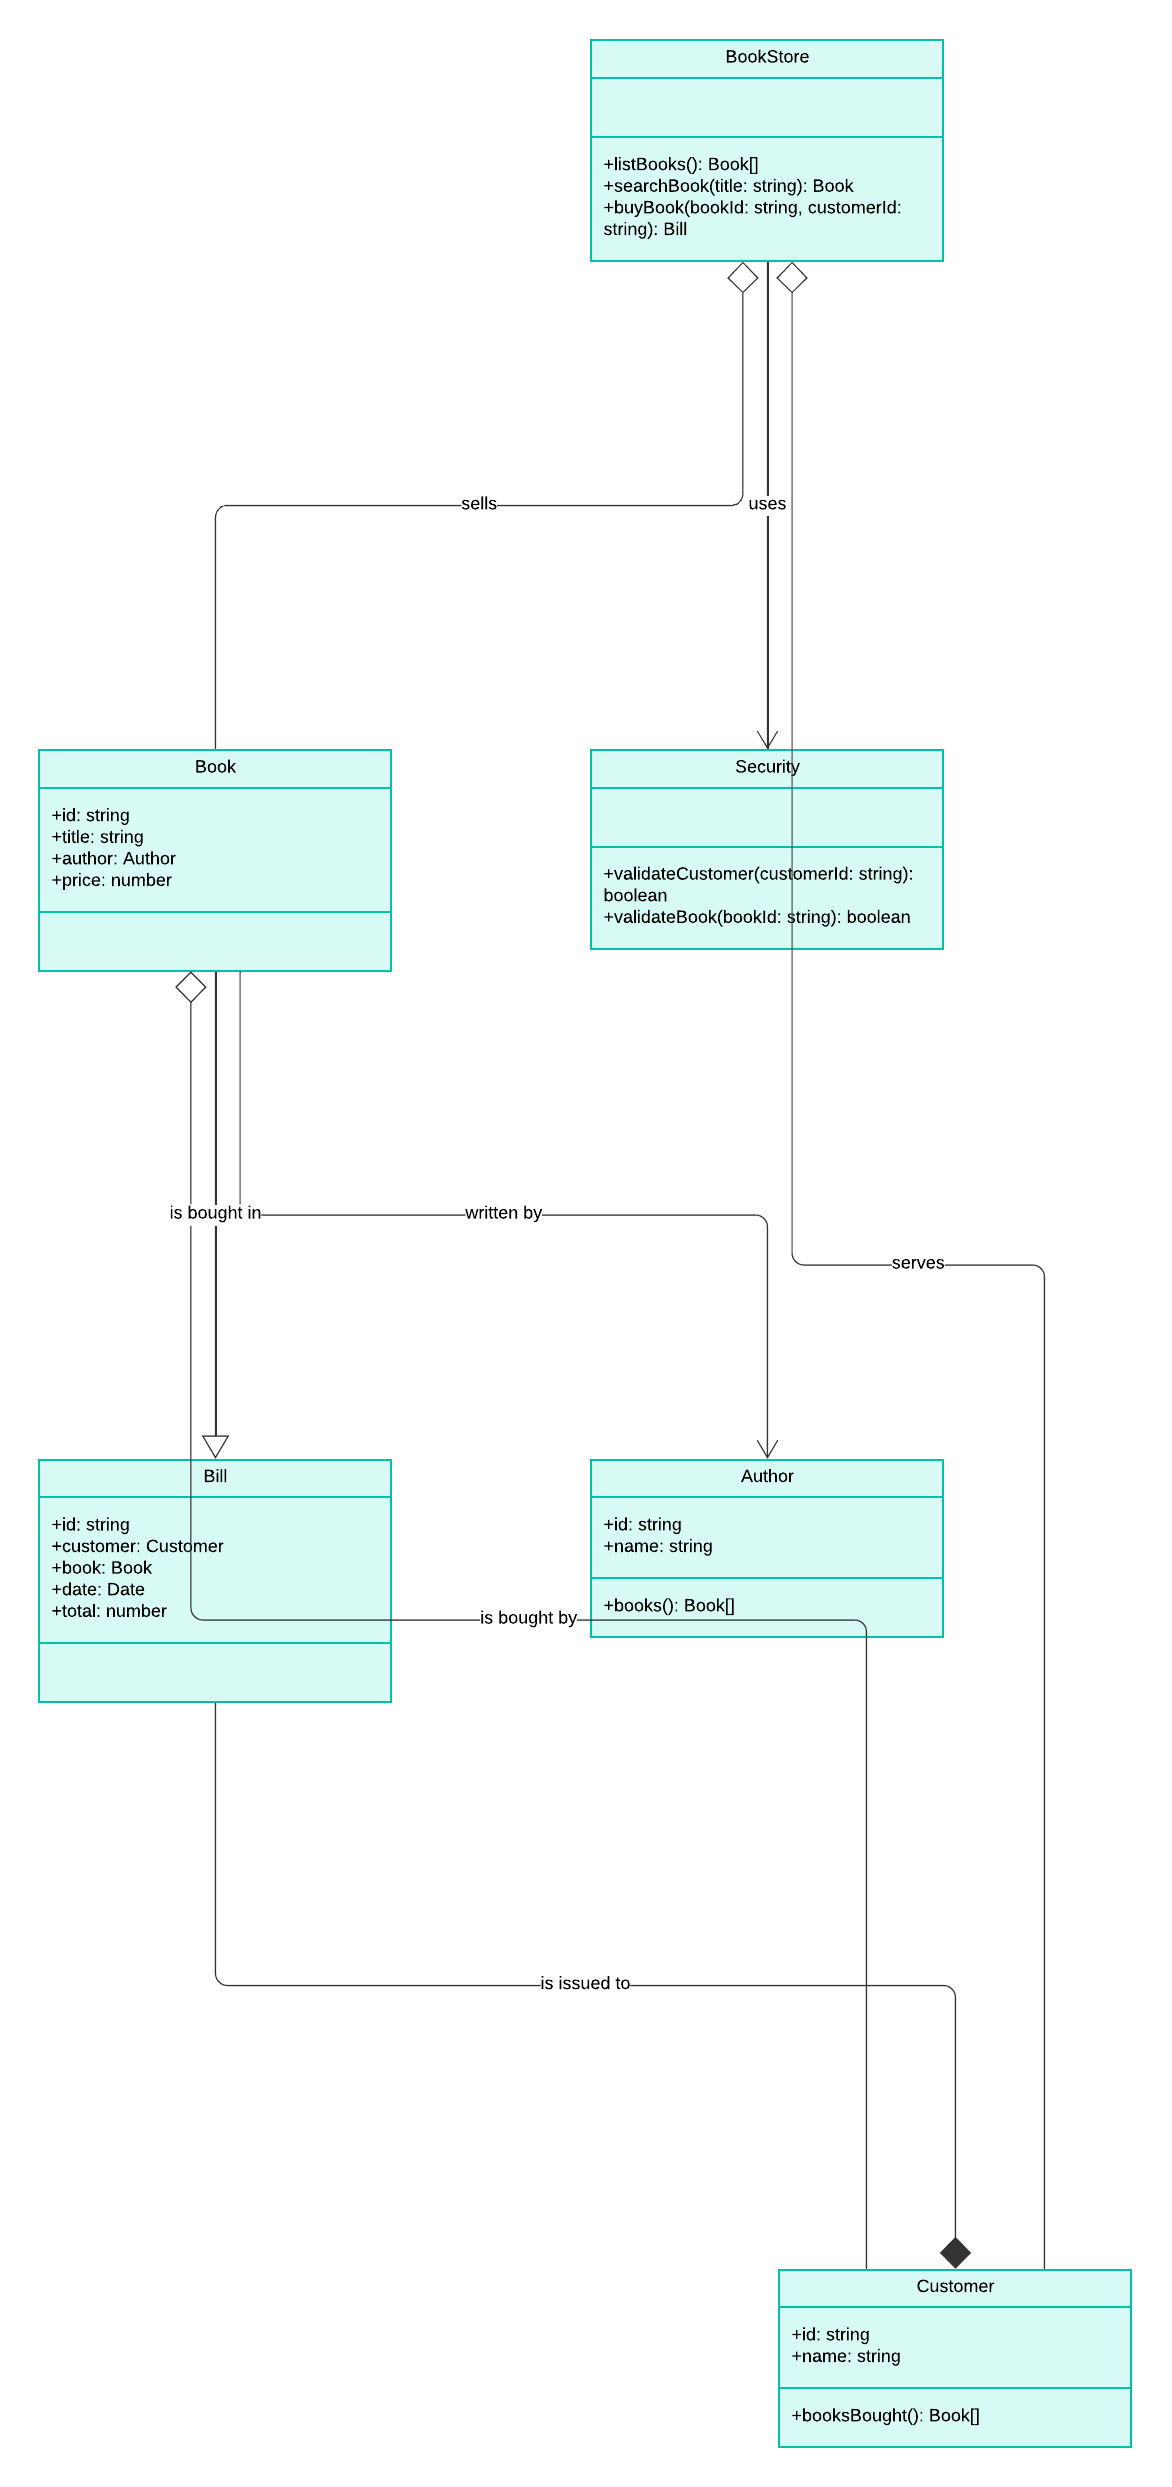 BookStore
+listBooks(): Book[]
+searchBook(title: string): Book
+buyBook(bookId: string, customerId:
string): Bill
sells
uses
Book
+id: string
+title: string
+author: Author
+price: number
Security
+validateCustomer(customerId: string):
boolean
+validateBook(bookId: string): boolean
is bought in
written by
serves
Bill
+id: string
+customer: Customer
+book: Book
+date: Date
+total: number
Author
+id: string
+name: string
+books(): Book[]
is bought by
is issued to
Customer
+id: string
+name: string
+booksBought(): Book[]